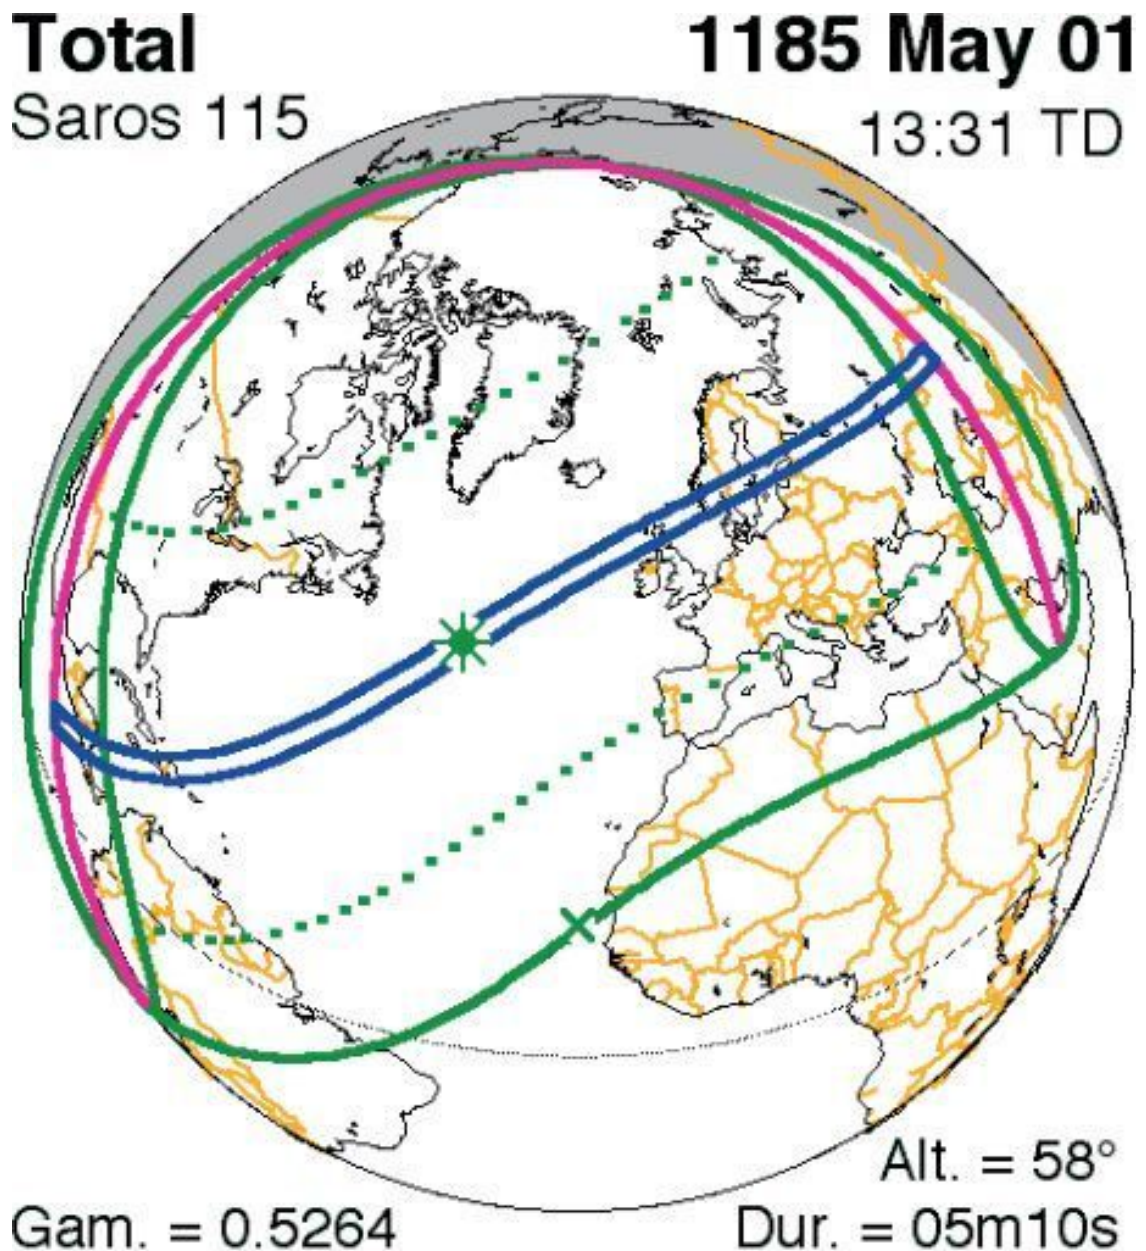 Total 1185 May 01
Saros 115 13:31 TD
Alt. = 58°
Gam. = 0.5264 Dur. = 05m10s